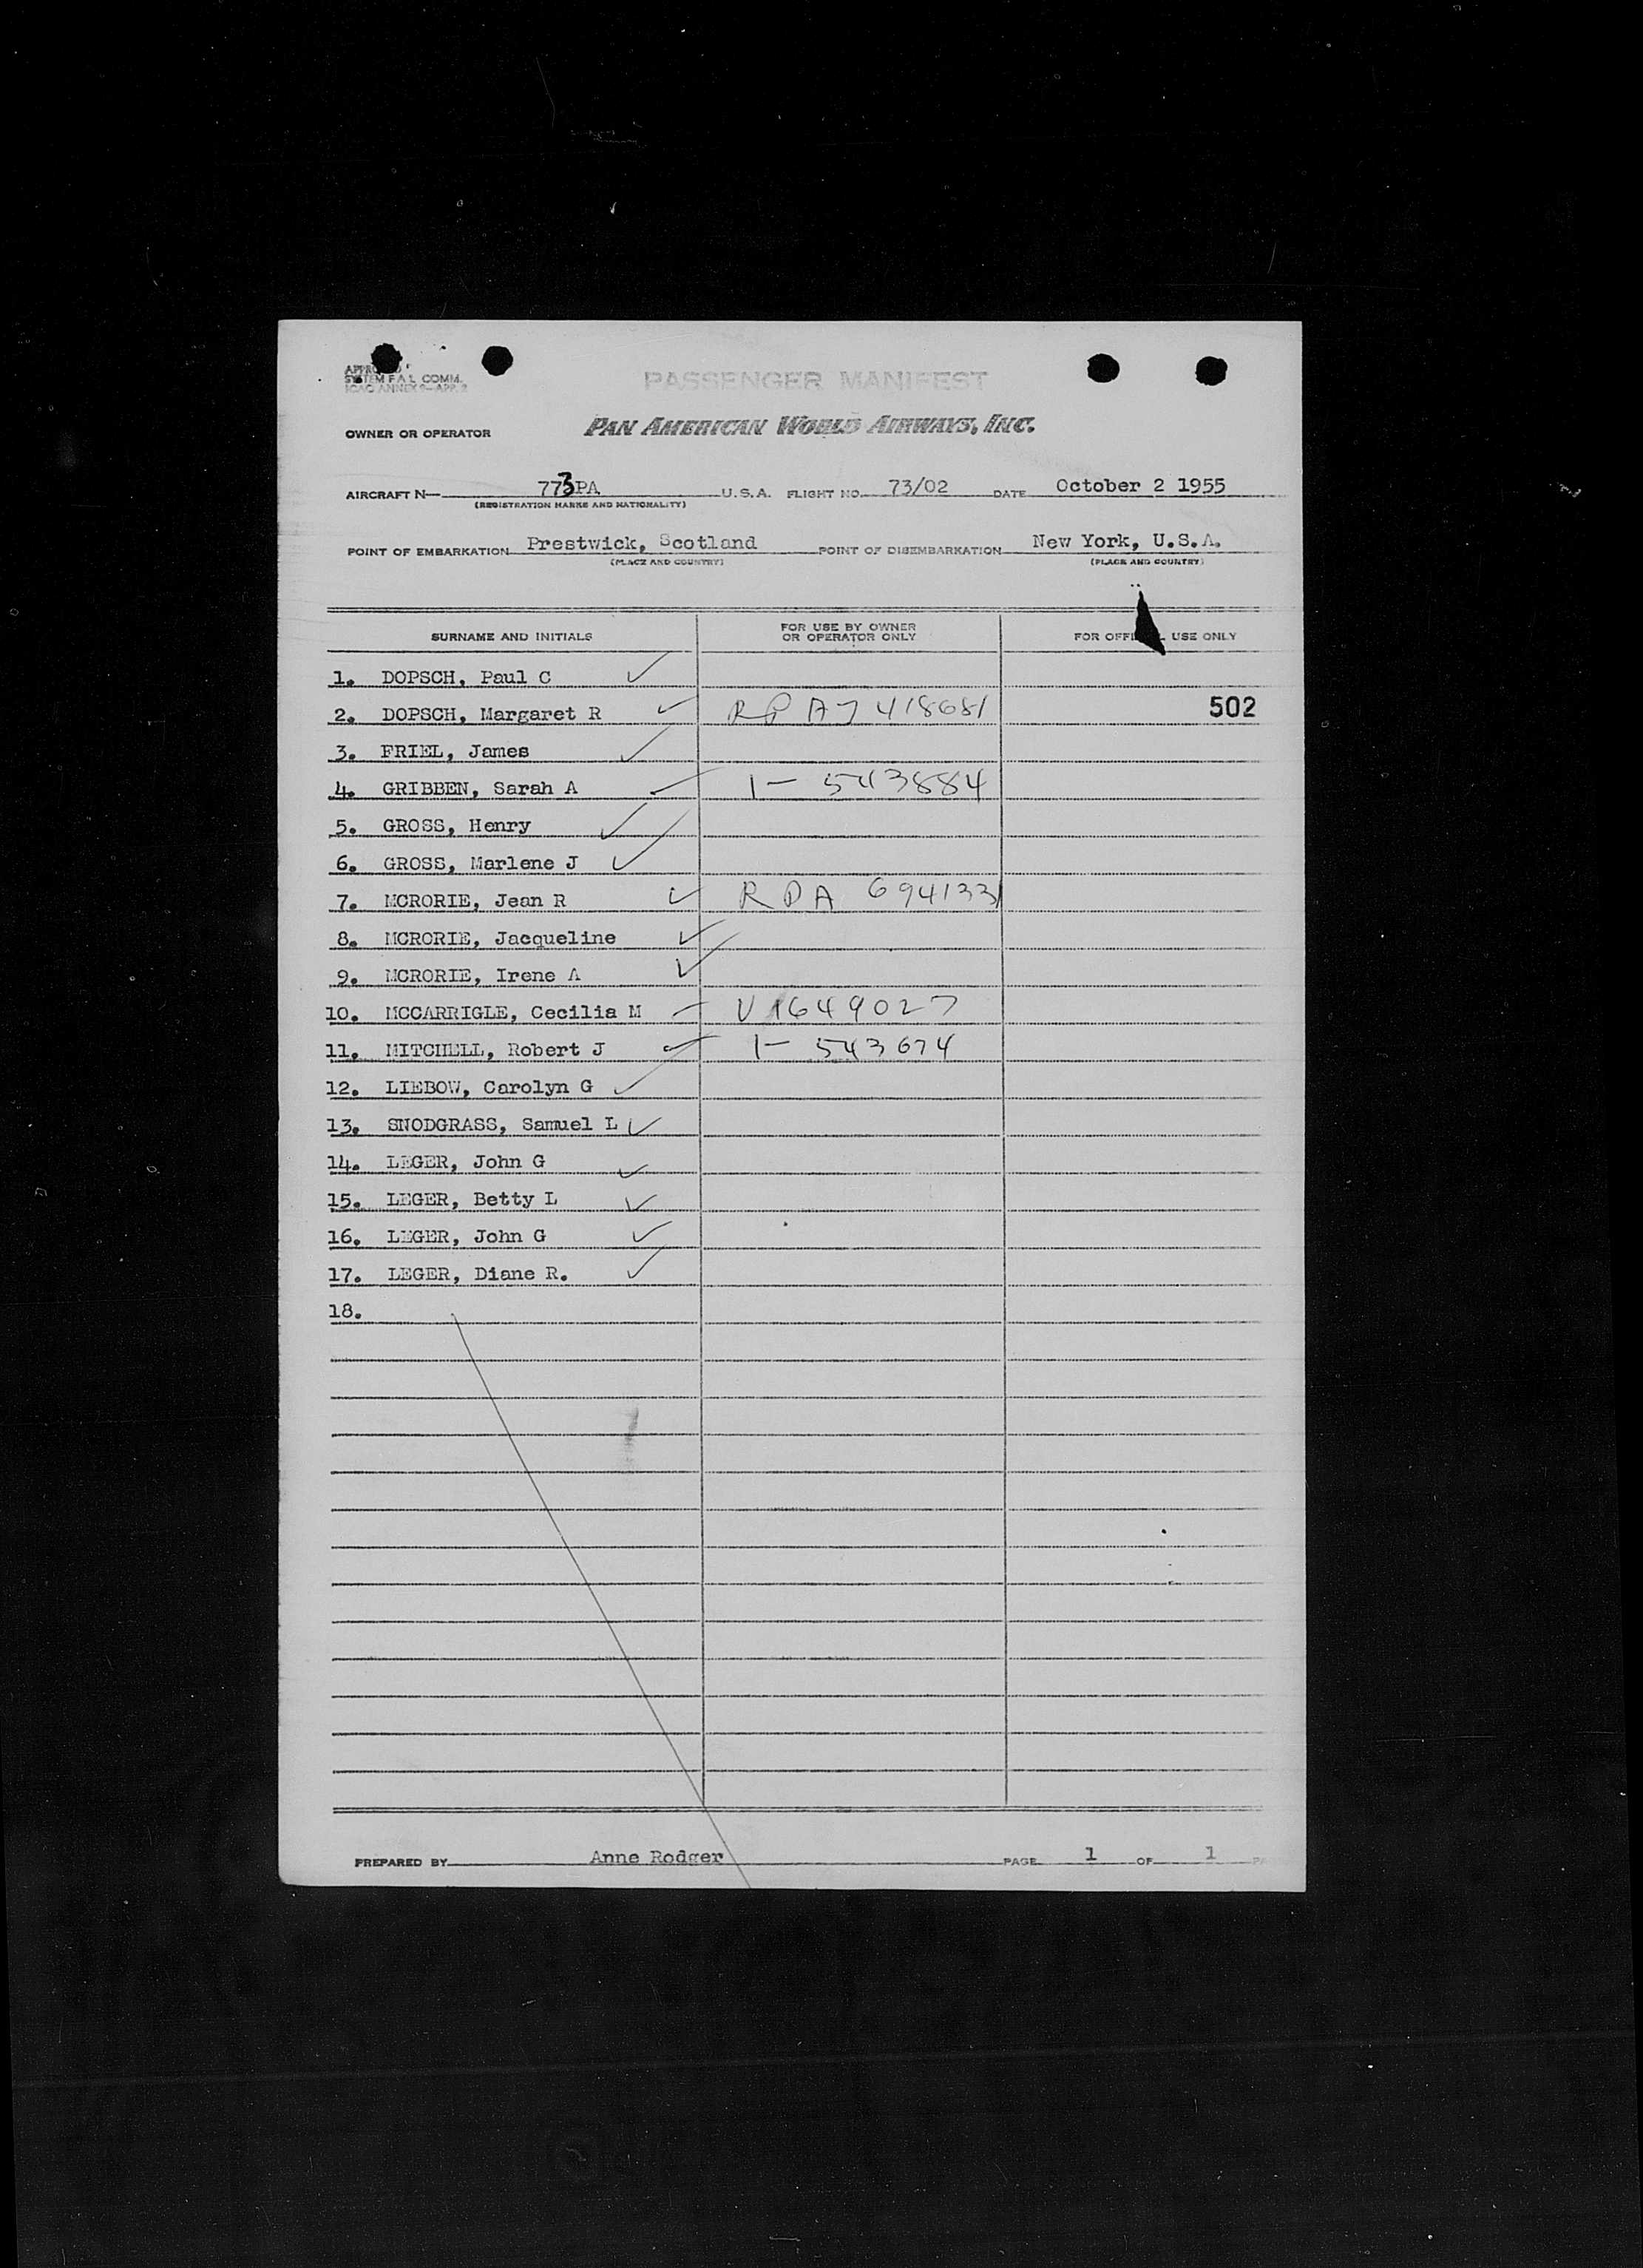 APPROVED
SYSTEM F.A.L. COMM.
ICAO ANNEX 9—APP. 2
PASSENGER MANIFEST
OWNER OR OPERATOR PAN AMERICAN WORLD AIRWAYS, INC.
AIRCRAFT N— 773PA U.S.A. FLIGHT NO. 73/02 DATE October 2 1955
(REGISTRATION MARKS AND NATIONALITY)
POINT OF EMBARKATION Prestwick, Scotland POINT OF DISEMBARKATION New York, U.S.A.
(PLACE AND COUNTRY) (PLACE AND COUNTRY)
SURNAME AND INITIALS FOR USE BY OWNER OR OPERATOR ONLY FOR OFFICIAL USE ONLY
1. DOPSCH, Paul C
2. DOPSCH, Margaret R 418681 502
3. FRIEL, James
4. GRIBBEN, Sarah A 1- 543884
5. GROSS, Henry
6. GROSS, Marlene J
7. MCRORIE, Jean R 694133
8. MCRORIE, Jacqueline
9. MCRORIE, Irene A
10. MCCARRIGLE, Cecilia M V1649027
11. MITCHELL, Robert J 1- 543674
12. LIEBOW, Carolyn G
13. SNODGRASS, Samuel L
14. LEGER, John G
15. LEGER, Betty L
16. LEGER, John G
17. LEGER, Diane R.
18.
PREPARED BY Anne Rodger PAGE 1 OF 1